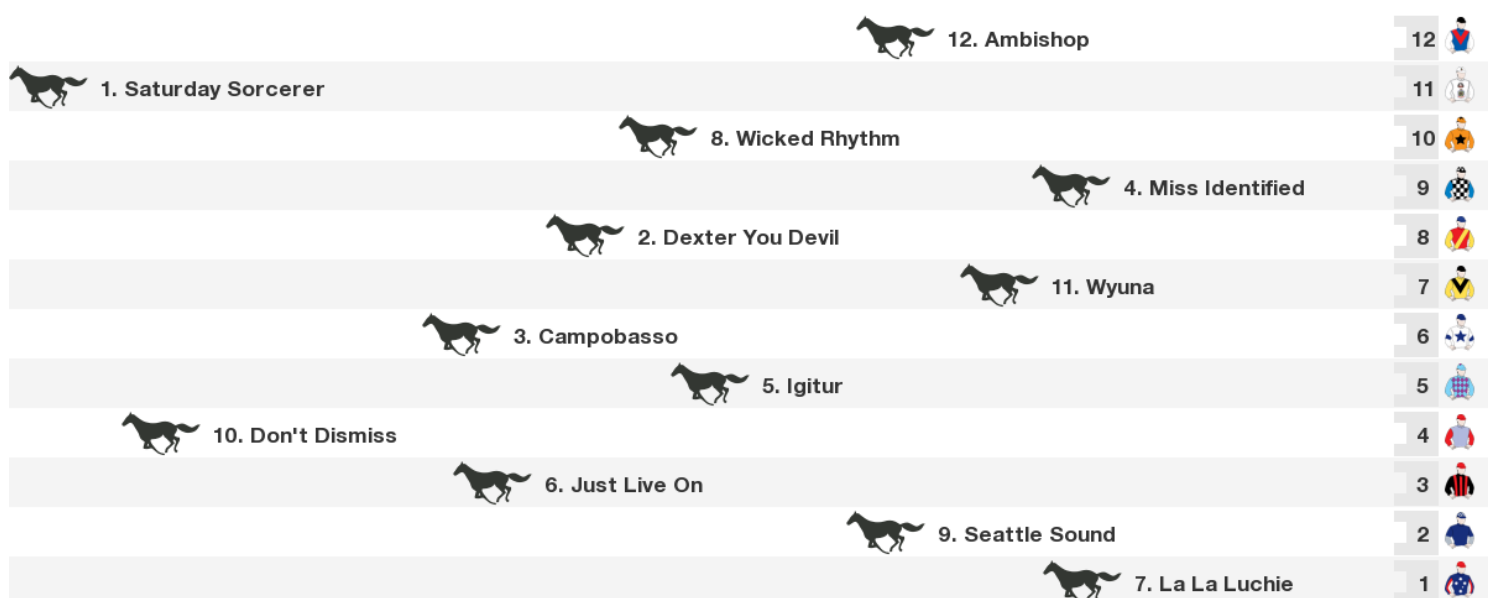 12. Ambishop 12
1. Saturday Sorcerer 11
8. Wicked Rhythm 10
4. Miss Identified 9
2. Dexter You Devil 8
11. Wyuna 7
3. Campobasso 6
5. Igitur 5
10. Don't Dismiss 4
6. Just Live On 3
9. Seattle Sound 2
7. La La Luchie 1